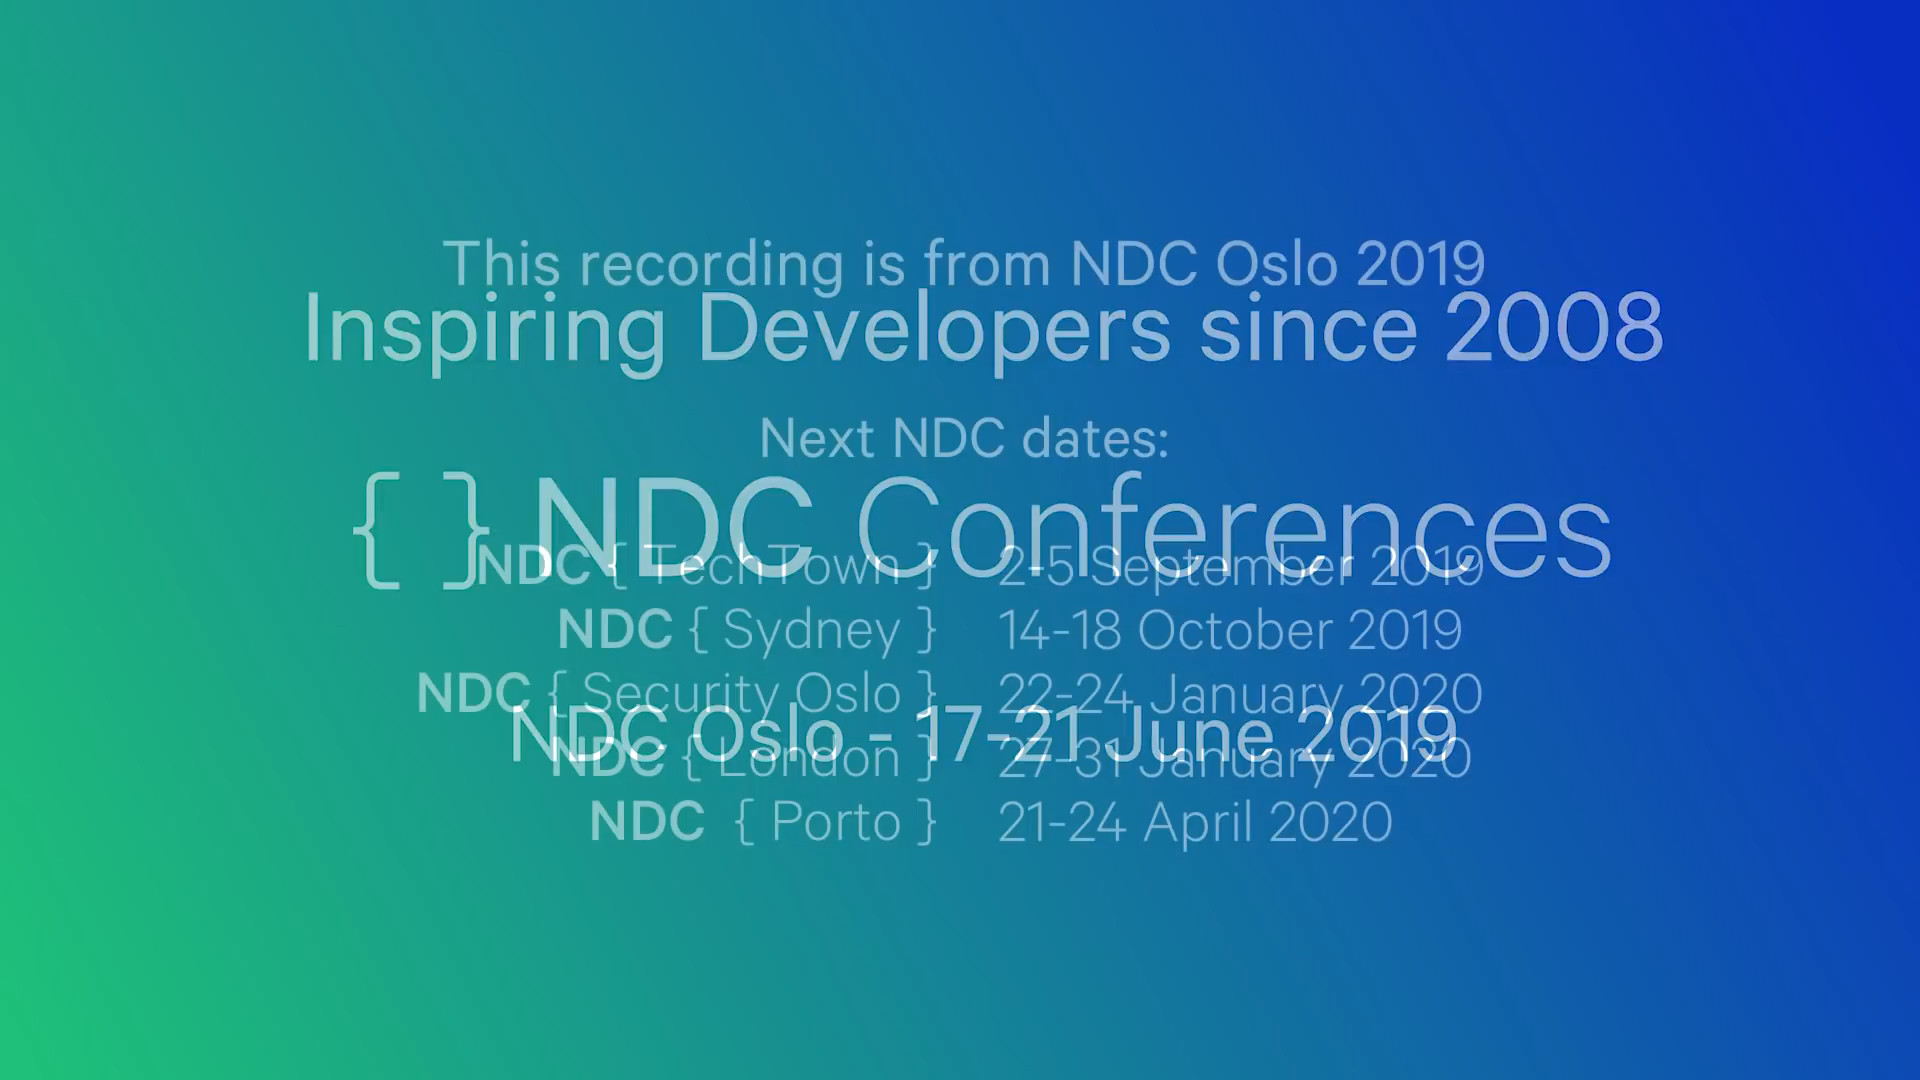 This recording is from NDC Oslo 2019
Inspiring Developers since 2008
Next NDC dates:
{ } NDC Conferences
NDC { TechTown } 2-5 September 2019
NDC { Sydney } 14-18 October 2019
NDC { Security Oslo } 22-24 January 2020
NDC Oslo - 17-21 June 2019
NDC { London } 27-31 January 2020
NDC { Porto } 21-24 April 2020